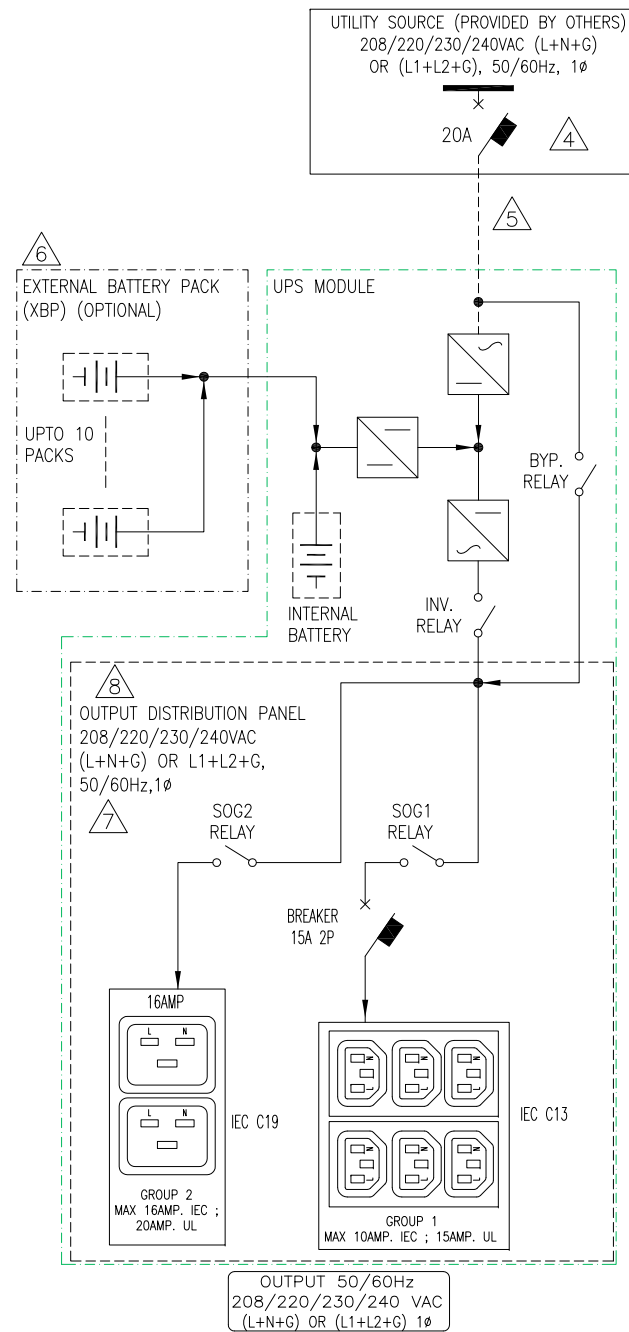 UTILITY SOURCE (PROVIDED BY OTHERS)
208/220/230/240VAC (L+N+G)
OR (L1+L2+G), 50/60Hz, 1ø
20A
4
5
6
EXTERNAL BATTERY PACK
(XBP) (OPTIONAL)
UPTO 10
PACKS
UPS MODULE
BYP.
RELAY
INTERNAL
BATTERY
INV.
RELAY
8
OUTPUT DISTRIBUTION PANEL
208/220/230/240VAC
(L+N+G) OR L1+L2+G,
50/60Hz,1ø
7
SOG2
RELAY
SOG1
RELAY
BREAKER
15A 2P
16AMP
L N
L N
IEC C19
GROUP 2
MAX 16AMP. IEC ;
20AMP. UL
N N N
L L L
N N N
L L L
IEC C13
GROUP 1
MAX 10AMP. IEC ; 15AMP. UL
OUTPUT 50/60Hz
208/220/230/240 VAC
(L+N+G) OR (L1+L2+G) 1ø